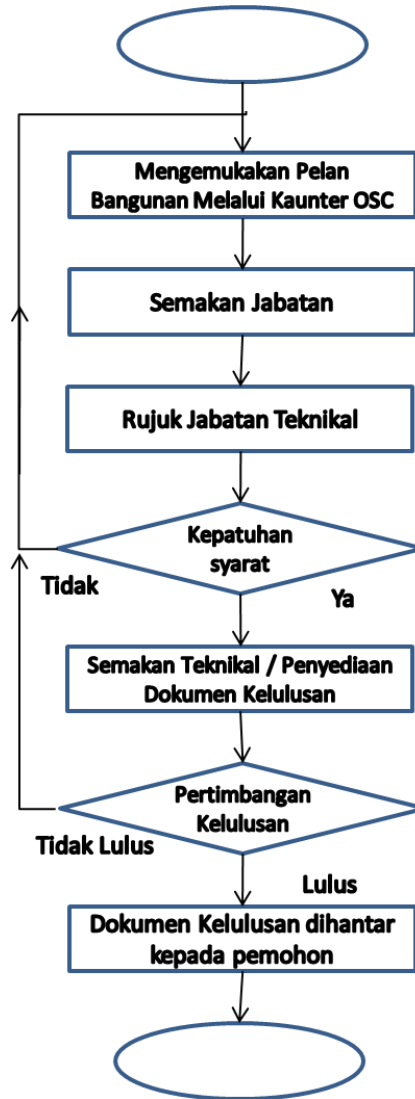 Mengemukakan Pelan
Bangunan Melalui Kaunter OSC
Semakan Jabatan
Rujuk Jabatan Teknikal
Kepatuhan
syarat
Tidak
Ya
Semakan Teknikal / Penyediaan
Dokumen Kelulusan
Pertimbangan
Kelulusan
Tidak Lulus
Lulus
Dokumen Kelulusan dihantar
kepada pemohon